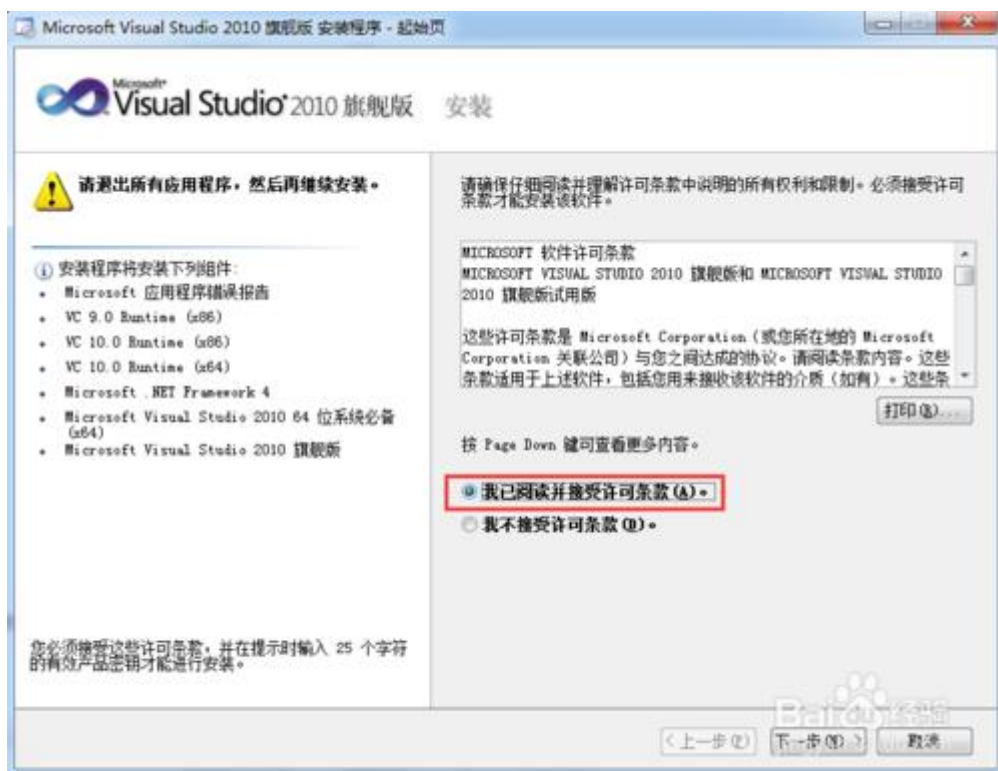 Microsoft Visual Studio 2010 旗舰版 安装程序 - 起始页
Microsoft
Visual Studio 2010 旗舰版 安装
请退出所有应用程序，然后再继续安装。
安装程序将安装下列组件:
Microsoft 应用程序错误报告
VC 9.0 Runtime (x86)
VC 10.0 Runtime (x86)
VC 10.0 Runtime (x64)
Microsoft .NET Framework 4
Microsoft Visual Studio 2010 64 位系统必备
(x64)
Microsoft Visual Studio 2010 旗舰版
您必须接受这些许可条款，并在提示时输入 25 个字符
的有效产品密钥才能进行安装。
请确保仔细阅读并理解许可条款中说明的所有权利和限制。必须接受许可
条款才能安装该软件。
MICROSOFT 软件许可条款
MICROSOFT VISUAL STUDIO 2010 旗舰版和 MICROSOFT VISUAL STUDIO
2010 旗舰版试用版
这些许可条款是 Microsoft Corporation（或您所在地的 Microsoft
Corporation 关联公司）与您之间达成的协议。请阅读条款内容。这些
条款适用于上述软件，包括您用来接收该软件的介质（如有）。这些条
打印(R)...
按 Page Down 键可查看更多内容。
我已阅读并接受许可条款(A)。
我不接受许可条款(D)。
<上一步(P) 下一步(N) > 取消
Baidu 经验